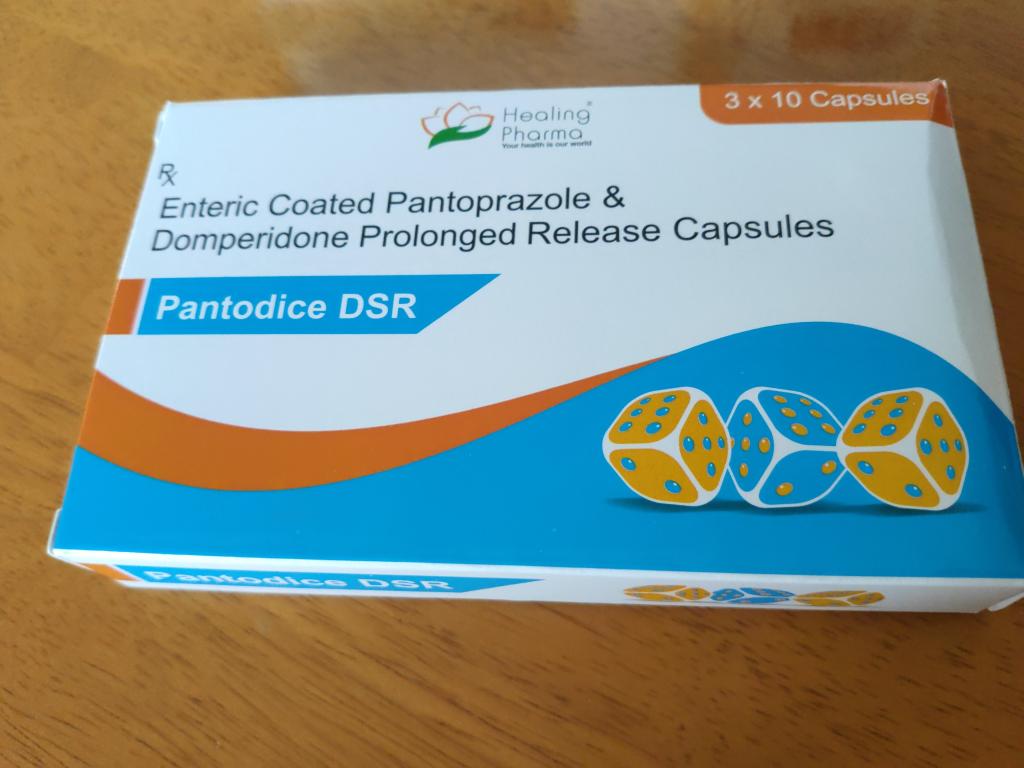 Healing®
Pharma
Your health is our world
3 x 10 Capsules
Rx
Enteric Coated Pantoprazole &
Domperidone Prolonged Release Capsules
Pantodice DSR
Pantodice DSR